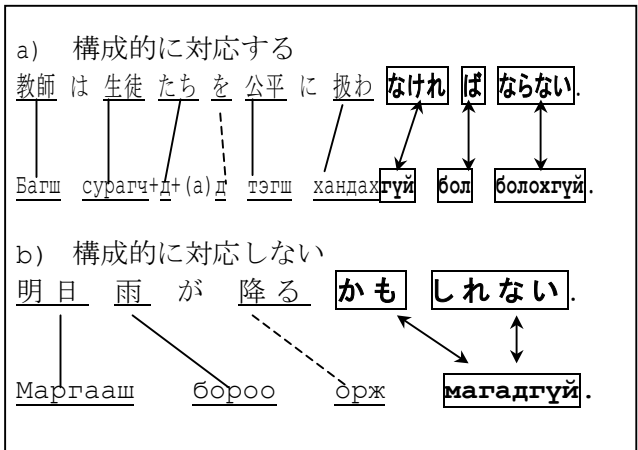 a) 構成的に対応する
教師 は 生徒 たち を 公平 に 扱わ なけれ ば ならない.
Багш сурагч+д+(а)д тэгш хандахгүй бол болохгүй.
b) 構成的に対応しない
明日 雨 が 降る かも しれない.
Маргааш бороо орж магадгүй.